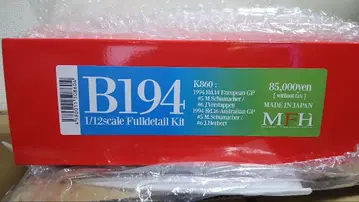 B194
1/12scale Fulldetail Kit
K860 :
1994 Rd.14 European GP
#5 M.Schumacher /
#6 J.Verstappen
1994 Rd.16 Australian GP
#5 M.Schumacher /
#6 J.Herbert
85,000yen
( without tax )
MADE IN JAPAN
MFH